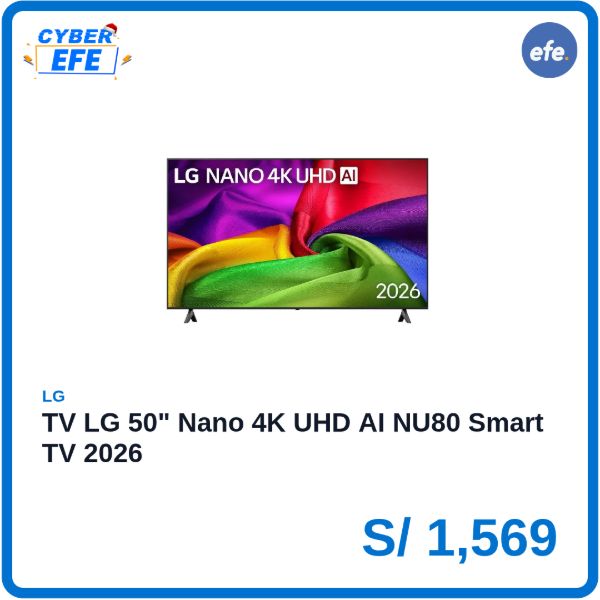 CYBER
EFE
efe.
LG NANO 4K UHD AI
2026
LG
TV LG 50" Nano 4K UHD AI NU80 Smart
TV 2026
S/ 1,569